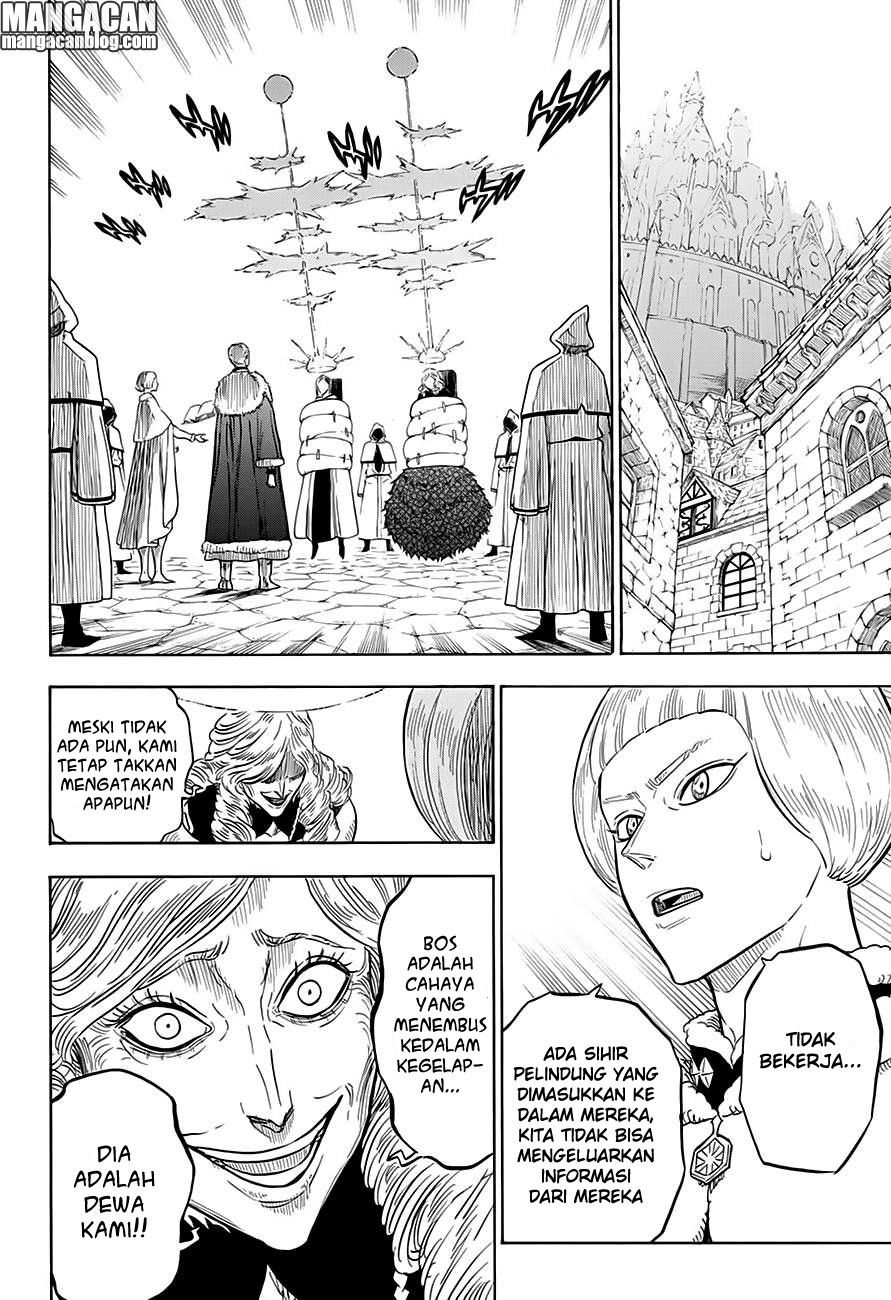 MANGACAN
mangacanblog.com
TIDAK
BEKERJA...
ADA SIHIR
PELINDUNG YANG
DIMASUKKAN KE
DALAM MEREKA,
KITA TIDAK BISA
MENGELUARKAN
INFORMASI
DARI MEREKA
MESKI TIDAK
ADA PUN, KAMI
TETAP TAKKAN
MENGATAKAN
APAPUN!
BOS
ADALAH
CAHAYA
YANG
MENEMBUS
KEDALAM
KEGELAP-
AN...
DIA
ADALAH
DEWA
KAMI!!